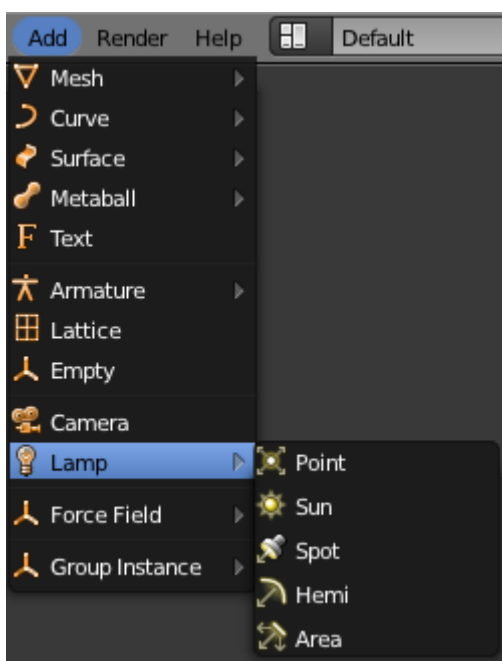 Add Render Help Default
Mesh
Curve
Surface
Metaball
F Text
Armature
Lattice
Empty
Camera
Lamp
Point
Sun
Force Field
Spot
Group Instance
Hemi
Area